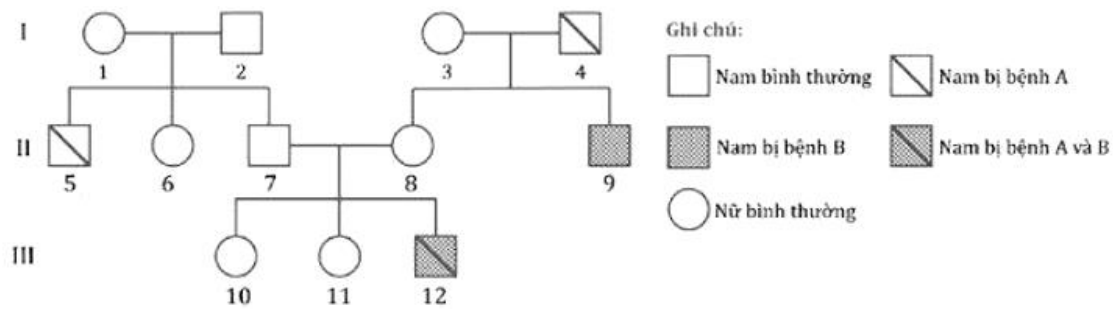 I
1 2 3 4
Ghi chú:
Nam bình thường
Nam bị bệnh A
II
5 6 7 8 9
Nam bị bệnh B
Nam bị bệnh A và B
Nữ bình thường
III
10 11 12